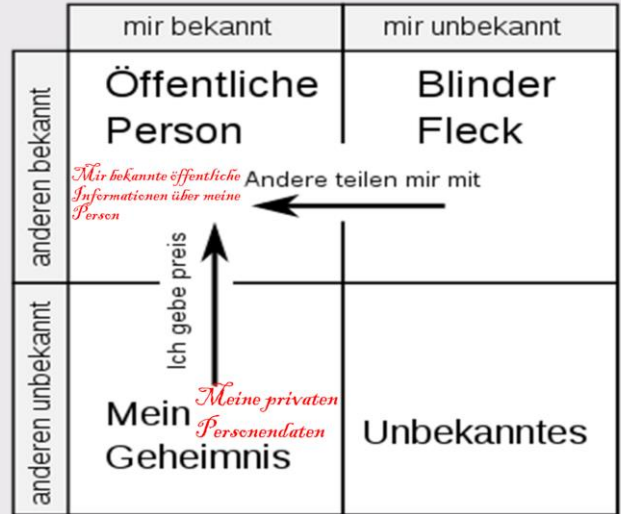 mir bekannt
mir unbekannt
anderen bekannt
Öffentliche
Person
Blinder
Fleck
Mir bekannte öffentliche
Informationen über meine
Person
Andere teilen mir mit
Ich gebe preis
anderen unbekannt
Mein
Geheimnis
Meine privaten
Personendaten
Unbekanntes